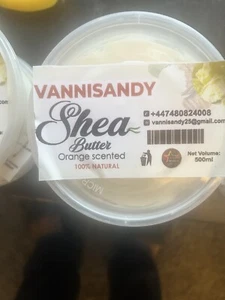 VANNISANDY
Shea
Butter
Orange scented
100% NATURAL
+447480824008
vannisandy25@gmail.com
Net Volume:
500ml